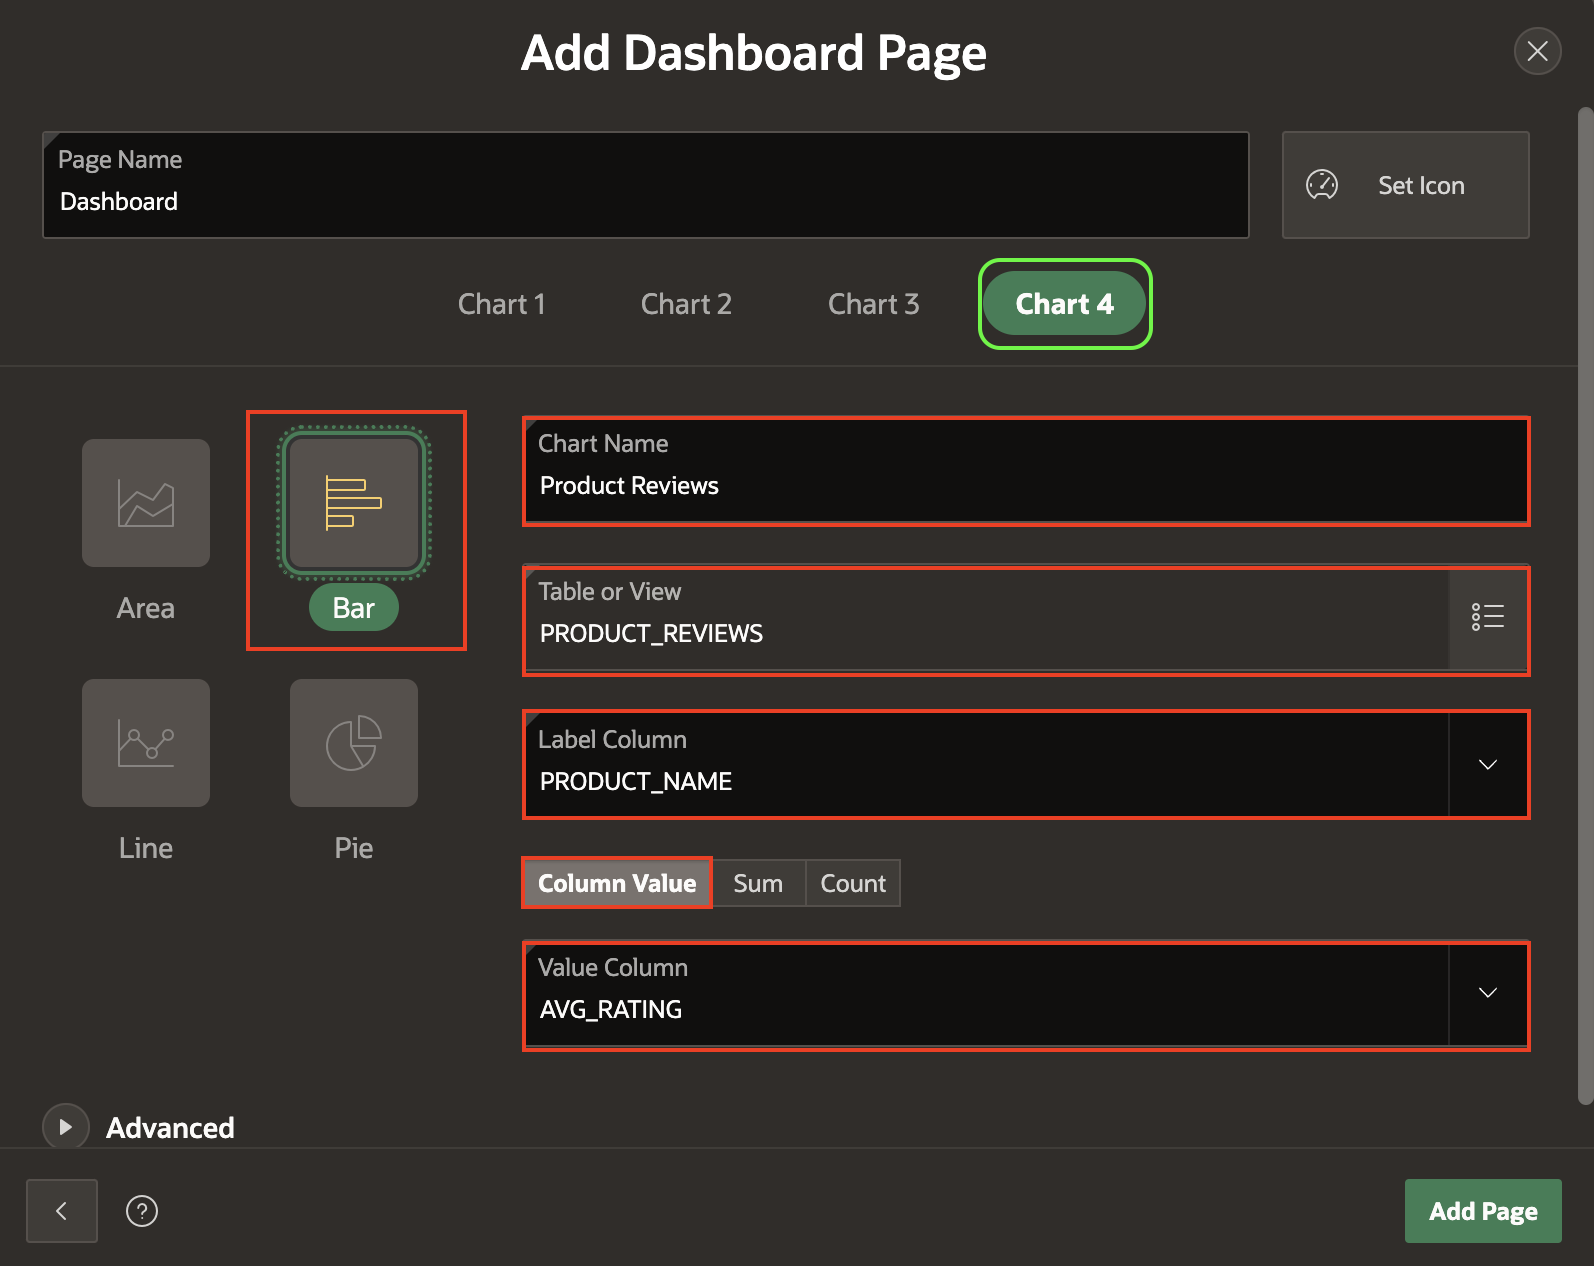 Add Dashboard Page
Page Name
Dashboard
Set Icon
Chart 1
Chart 2
Chart 3
Chart 4
Area
Bar
Line
Pie
Chart Name
Product Reviews
Table or View
PRODUCT_REVIEWS
Label Column
PRODUCT_NAME
Column Value
Sum
Count
Value Column
AVG_RATING
Advanced
?
Add Page